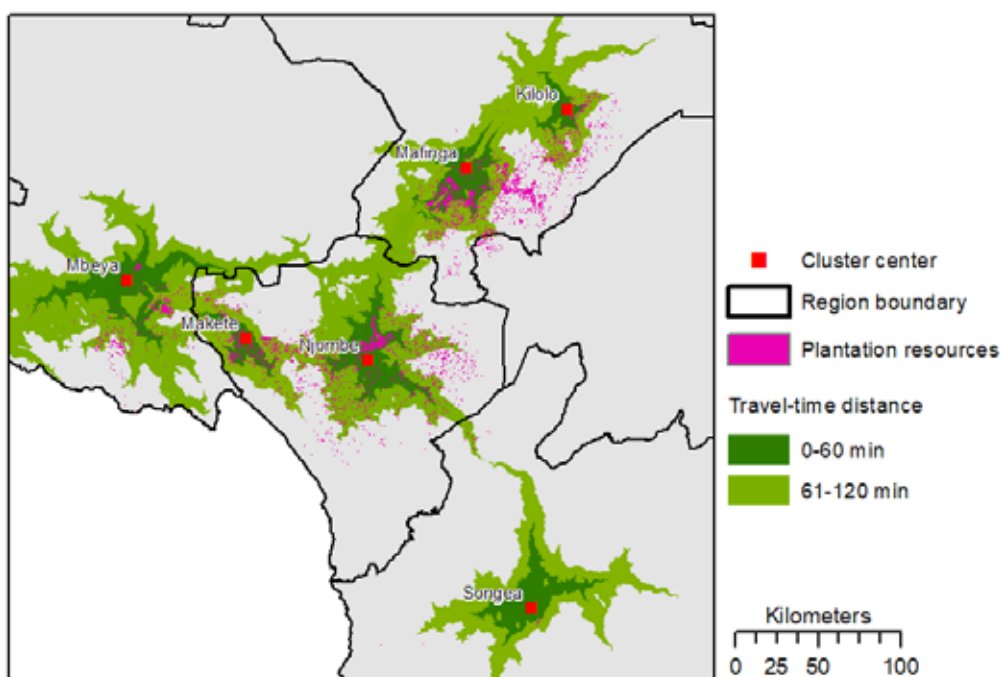 Kilolo
Mafinga
Mbeya
Makete
Njombe
Songea
Cluster center
Region boundary
Plantation resources
Travel-time distance
0-60 min
61-120 min
Kilometers
0 25 50 100